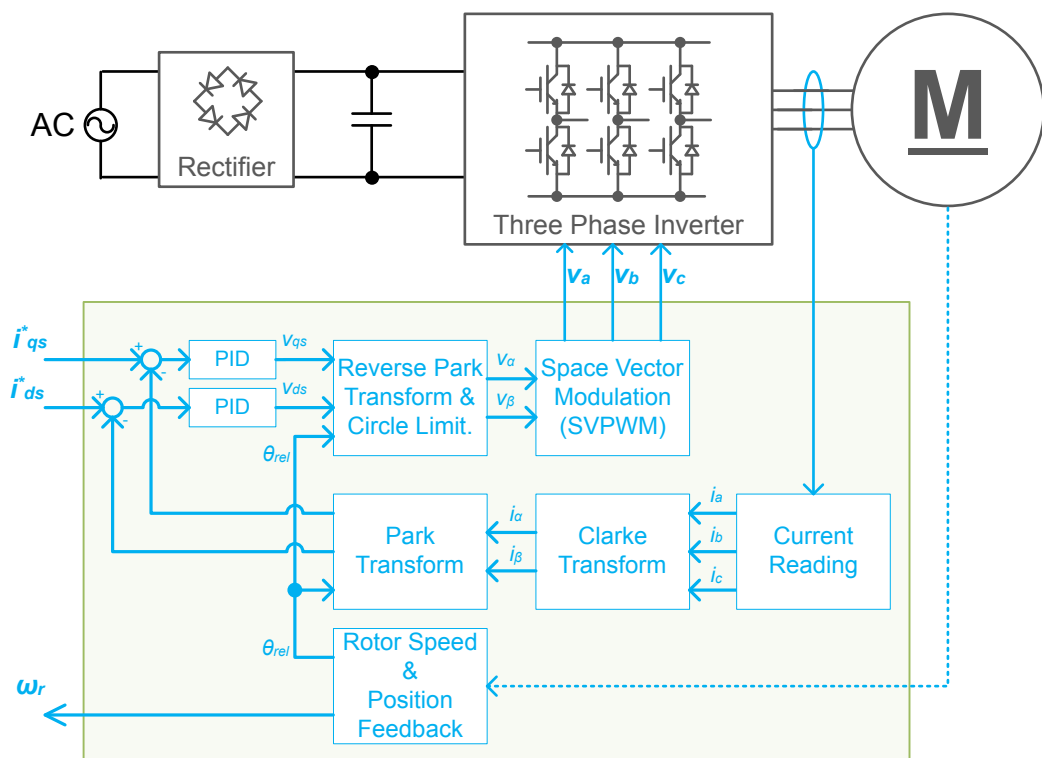 AC
Rectifier
Three Phase Inverter
M
va
vb
vc
i*qs
+
-
PID
vqs
i*ds
+
-
PID
vds
Reverse Park
Transform &
Circle Limit.
vα
vβ
Space Vector
Modulation
(SVPWM)
θrel
Park
Transform
iα
iβ
Clarke
Transform
ia
ib
ic
Current
Reading
θrel
Rotor Speed
&
Position
Feedback
ωr